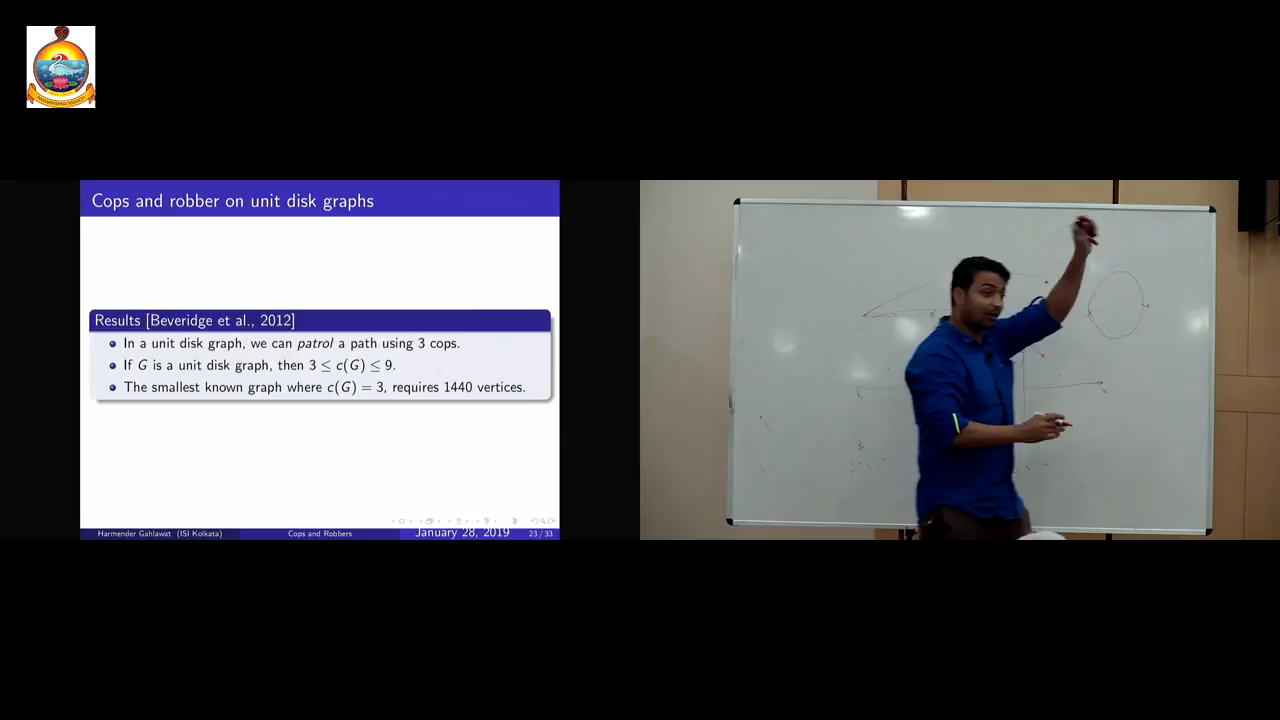 Cops and robber on unit disk graphs
Results [Beveridge et al., 2012]
In a unit disk graph, we can patrol a path using 3 cops.
If G is a unit disk graph, then 3 ≤ c(G) ≤ 9.
The smallest known graph where c(G) = 3, requires 1440 vertices.
Harmender Gahlawat (ISI Kolkata) Cops and Robbers January 28, 2019 23 / 33